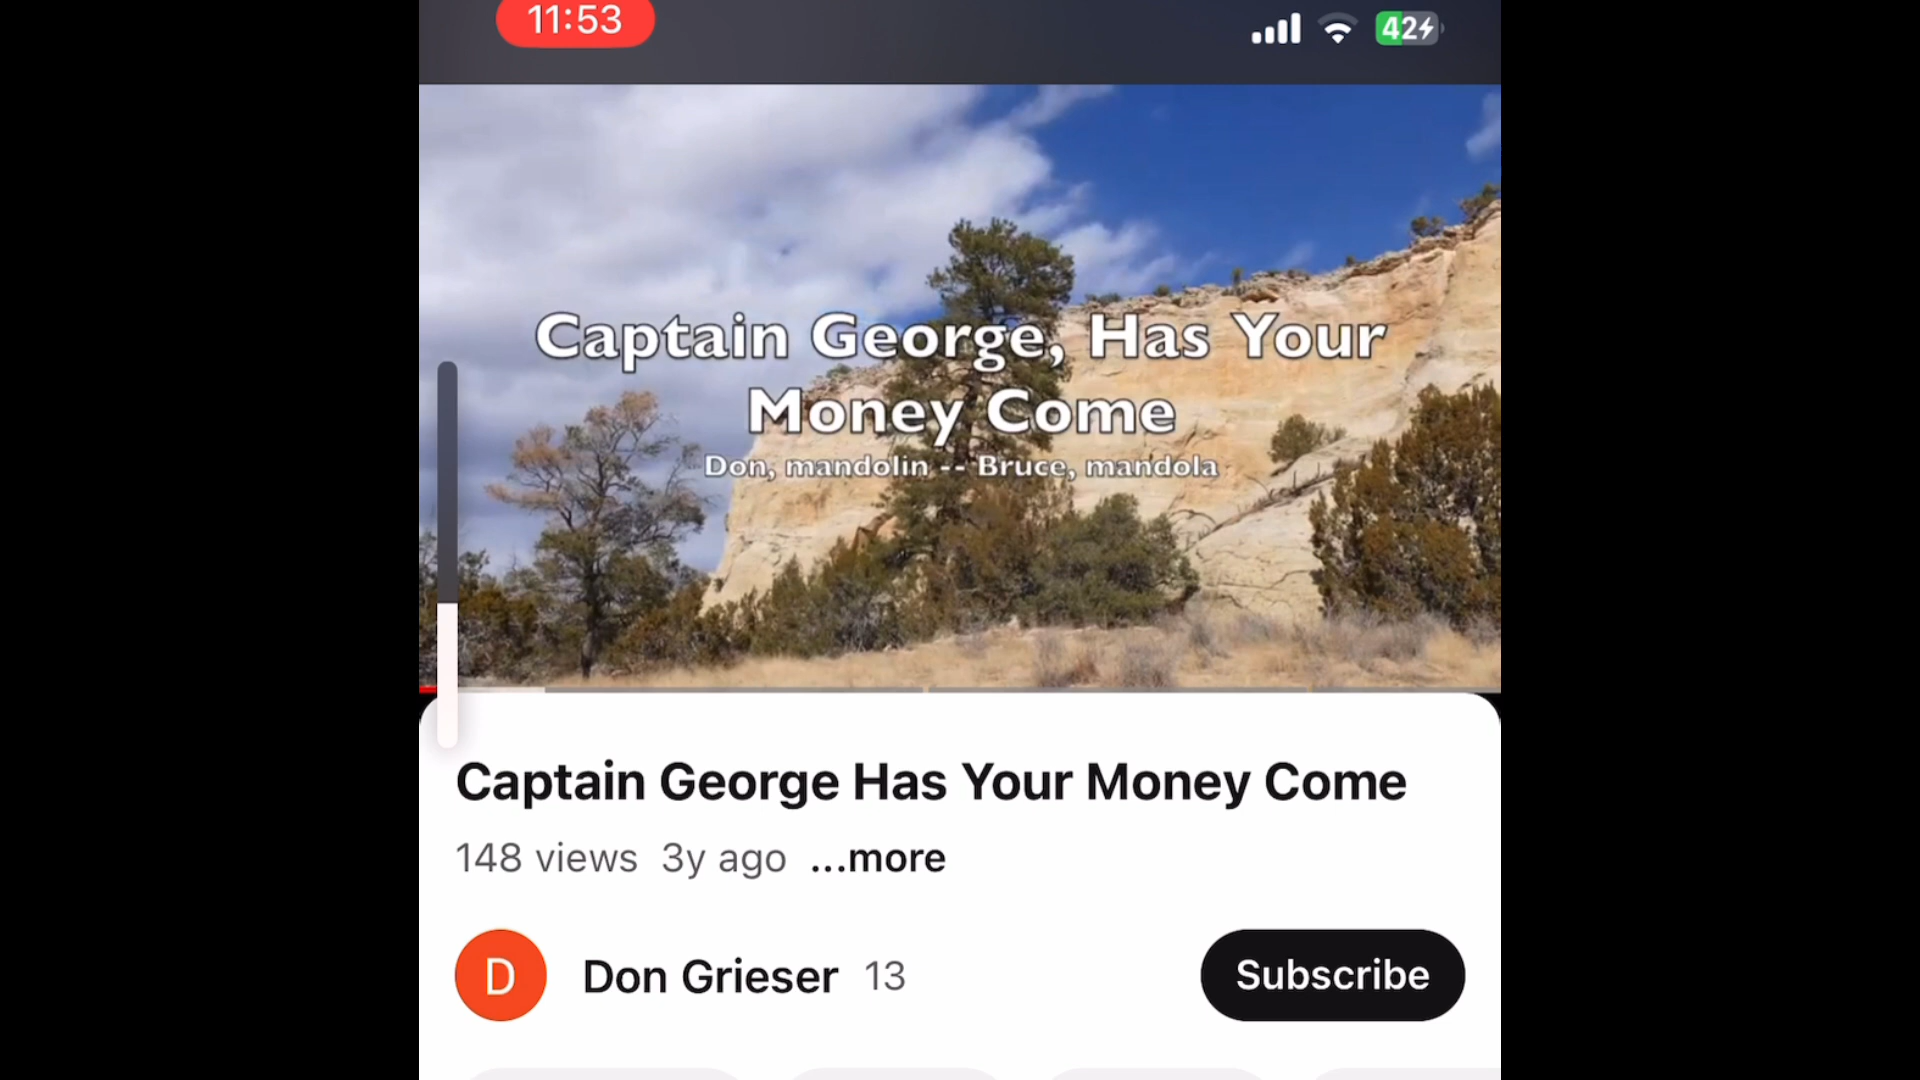 11:53
42
Captain George, Has Your
Money Come
Don, mandolin -- Bruce, mandola
Captain George Has Your Money Come
148 views 3y ago ...more
D Don Grieser 13 Subscribe